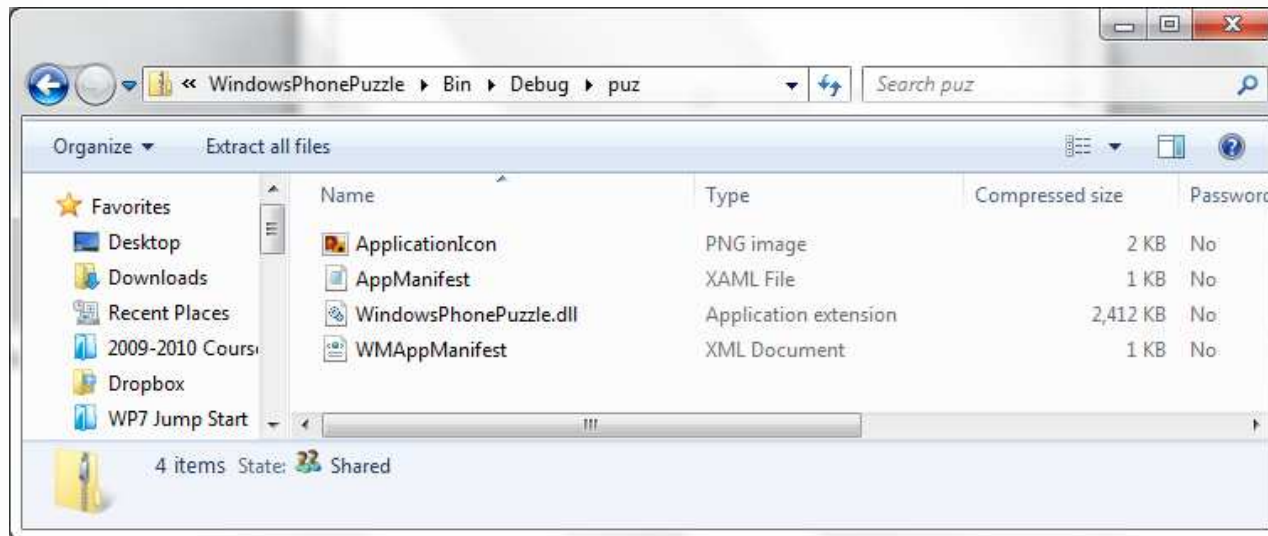 « WindowsPhonePuzzle ▸ Bin ▸ Debug ▸ puz Search puz
Organize Extract all files
Favorites
Desktop
Downloads
Recent Places
2009-2010 Cours
Dropbox
WP7 Jump Start
Name Type Compressed size Password
ApplicationIcon PNG image 2 KB No
AppManifest XAML File 1 KB No
WindowsPhonePuzzle.dll Application extension 2,412 KB No
WMAppManifest XML Document 1 KB No
4 items State: Shared